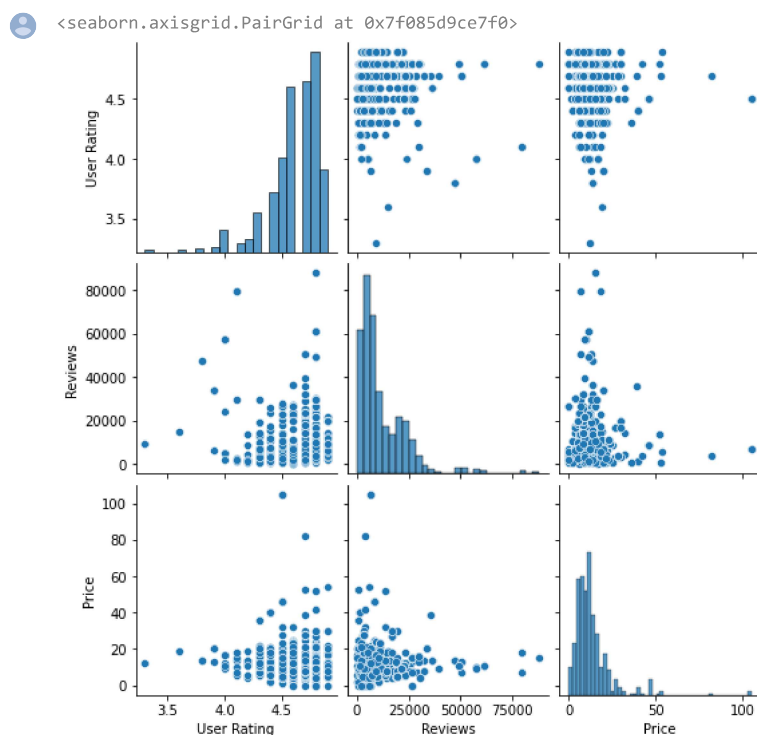 <seaborn.axisgrid.PairGrid at 0x7f085d9ce7f0>
User Rating
4.5
4.0
3.5
Reviews
80000
60000
40000
20000
0
Price
100
80
60
40
20
0
3.5 4.0 4.5
User Rating
0 25000 50000 75000
Reviews
0 50 100
Price